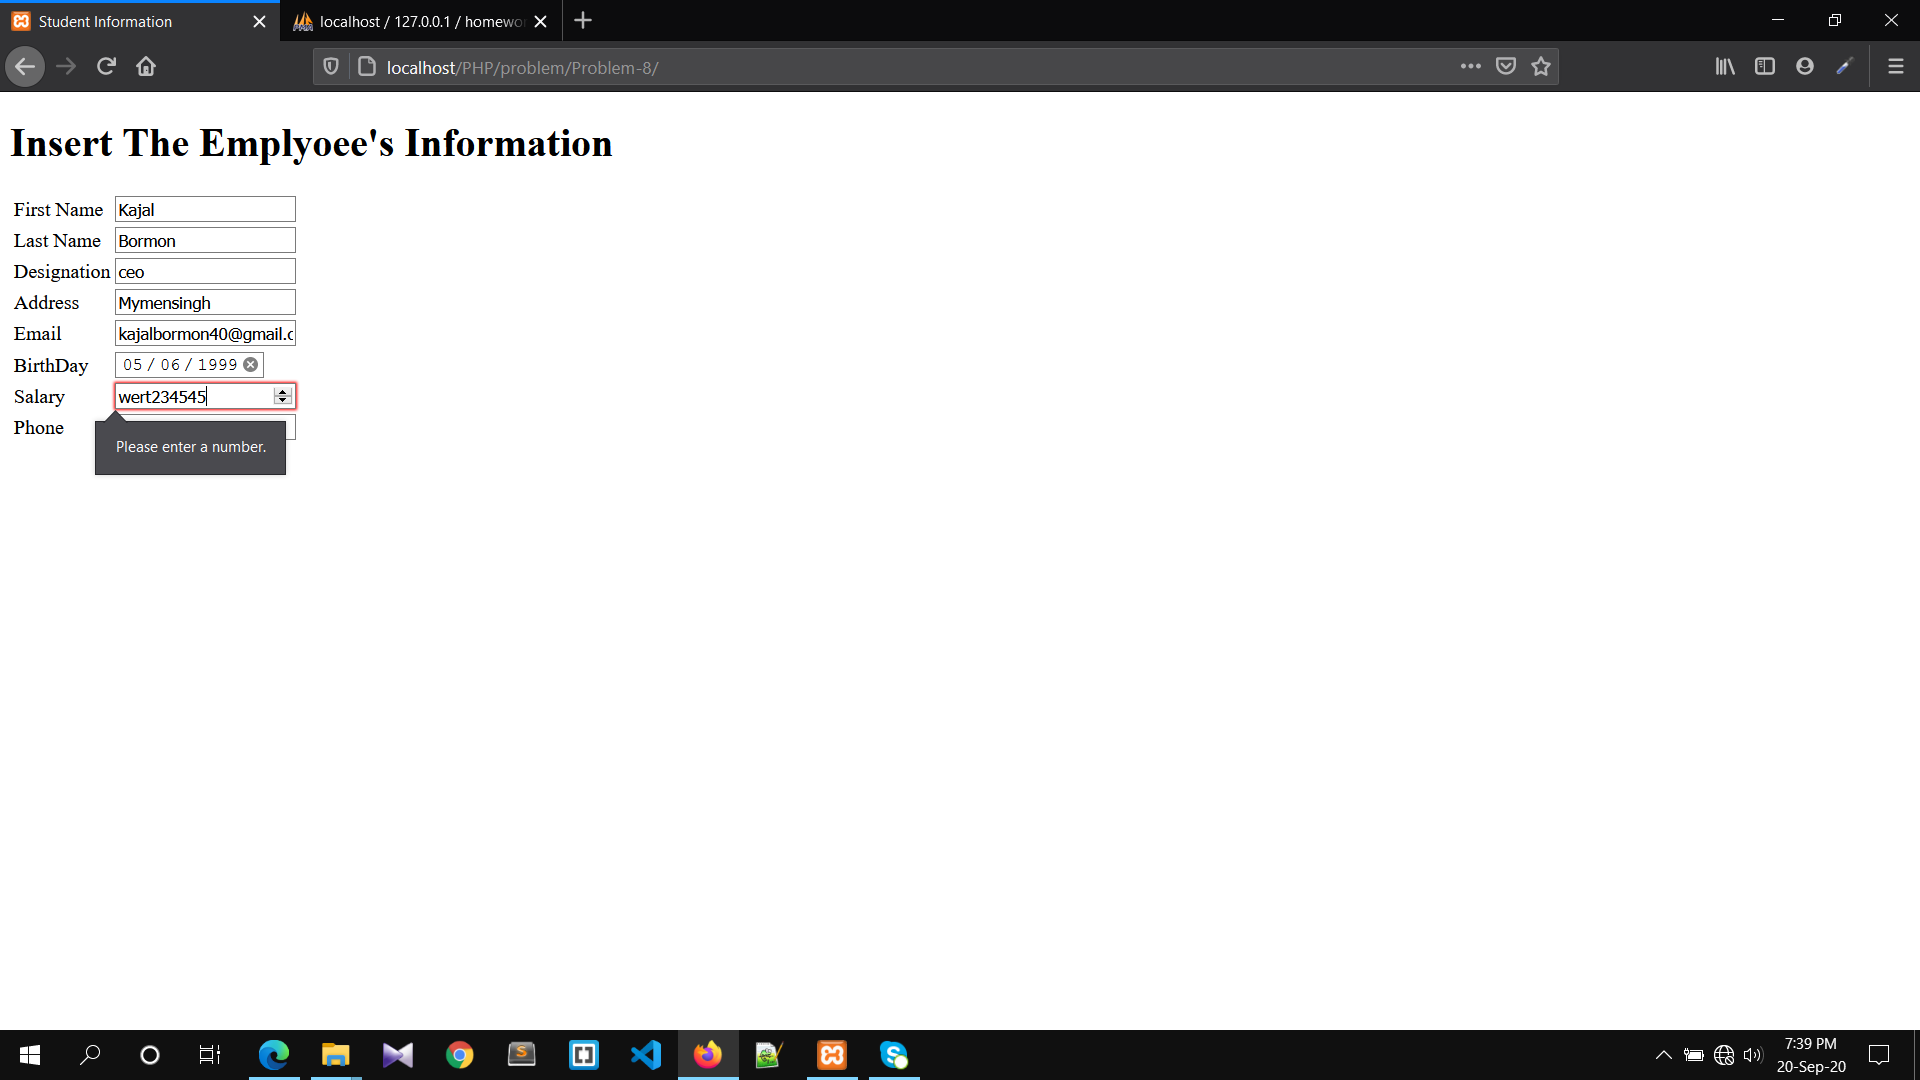 Student Information
localhost / 127.0.0.1 / homewo
localhost/PHP/problem/Problem-8/
Insert The Emplyoee's Information
First Name Kajal
Last Name Bormon
Designation ceo
Address Mymensingh
Email kajalbormon40@gmail.c
BirthDay 05 / 06 / 1999
Salary wert234545
Phone
Please enter a number.
7:39 PM
20-Sep-20